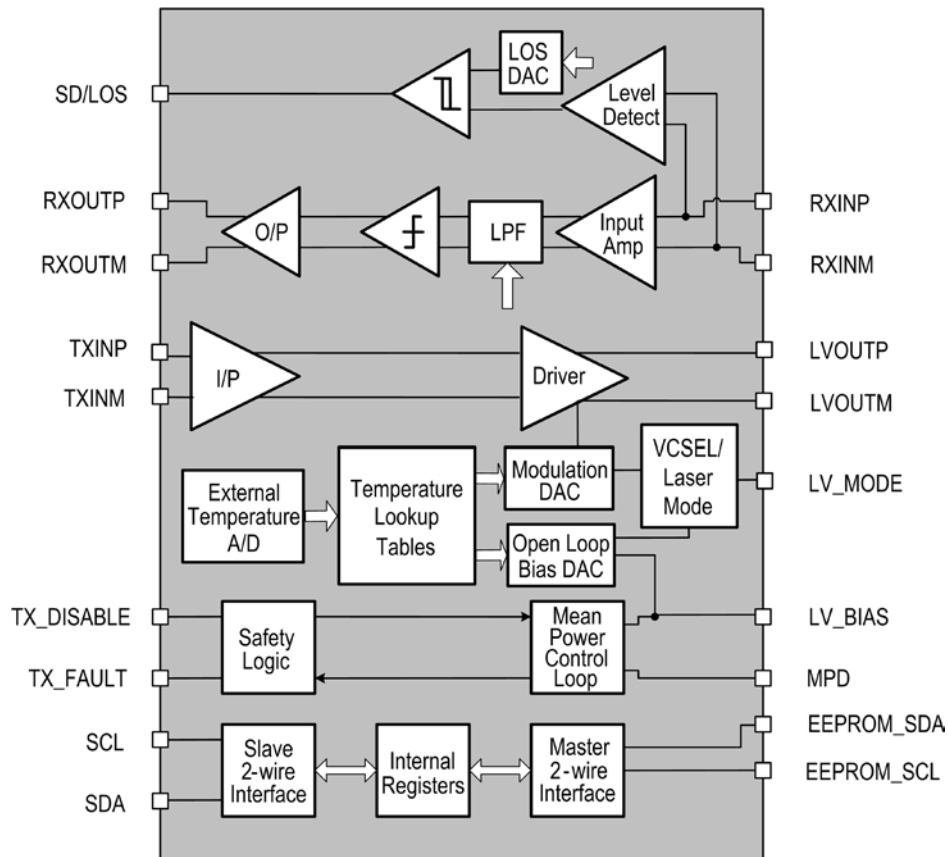 LOS
DAC
SD/LOS
Level
Detect
RXOUTP
RXINP
O/P
LPF
Input
Amp
RXOUTM
RXINM
TXINP
LVOUTP
I/P
Driver
TXINM
LVOUTM
External
Temperature
A/D
Temperature
Lookup
Tables
Modulation
DAC
VCSEL/
Laser
Mode
LV_MODE
Open Loop
Bias DAC
TX_DISABLE
LV_BIAS
Safety
Logic
Mean
Power
Control
Loop
TX_FAULT
MPD
EEPROM_SDA
SCL
Slave
2-wire
Interface
Internal
Registers
Master
2-wire
Interface
EEPROM_SCL
SDA